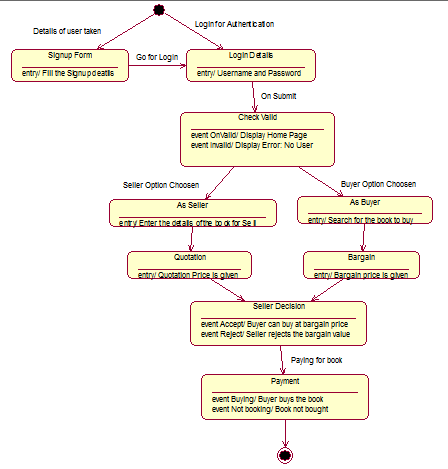 Details of user taken
Login for Authentication
Signup Form
entry/ Fill the Signup deatils
Go for Login
Login Details
entry/ Username and Password
On Submit
Check Valid
event OnValid/ Display Home Page
event Invalid/ Display Error: No User
Seller Option Choosen
Buyer Option Choosen
As Seller
entry/ Enter the details of the book for Sell
As Buyer
entry/ Search for the book to buy
Quotation
entry/ Quotation Price is given
Bargain
entry/ Bargain price is given
Seller Decision
event Accept/ Buyer can buy at bargain price
event Reject/ Seller rejects the bargain value
Paying for book
Payment
event Buying/ Buyer buys the book
event Not booking/ Book not bought